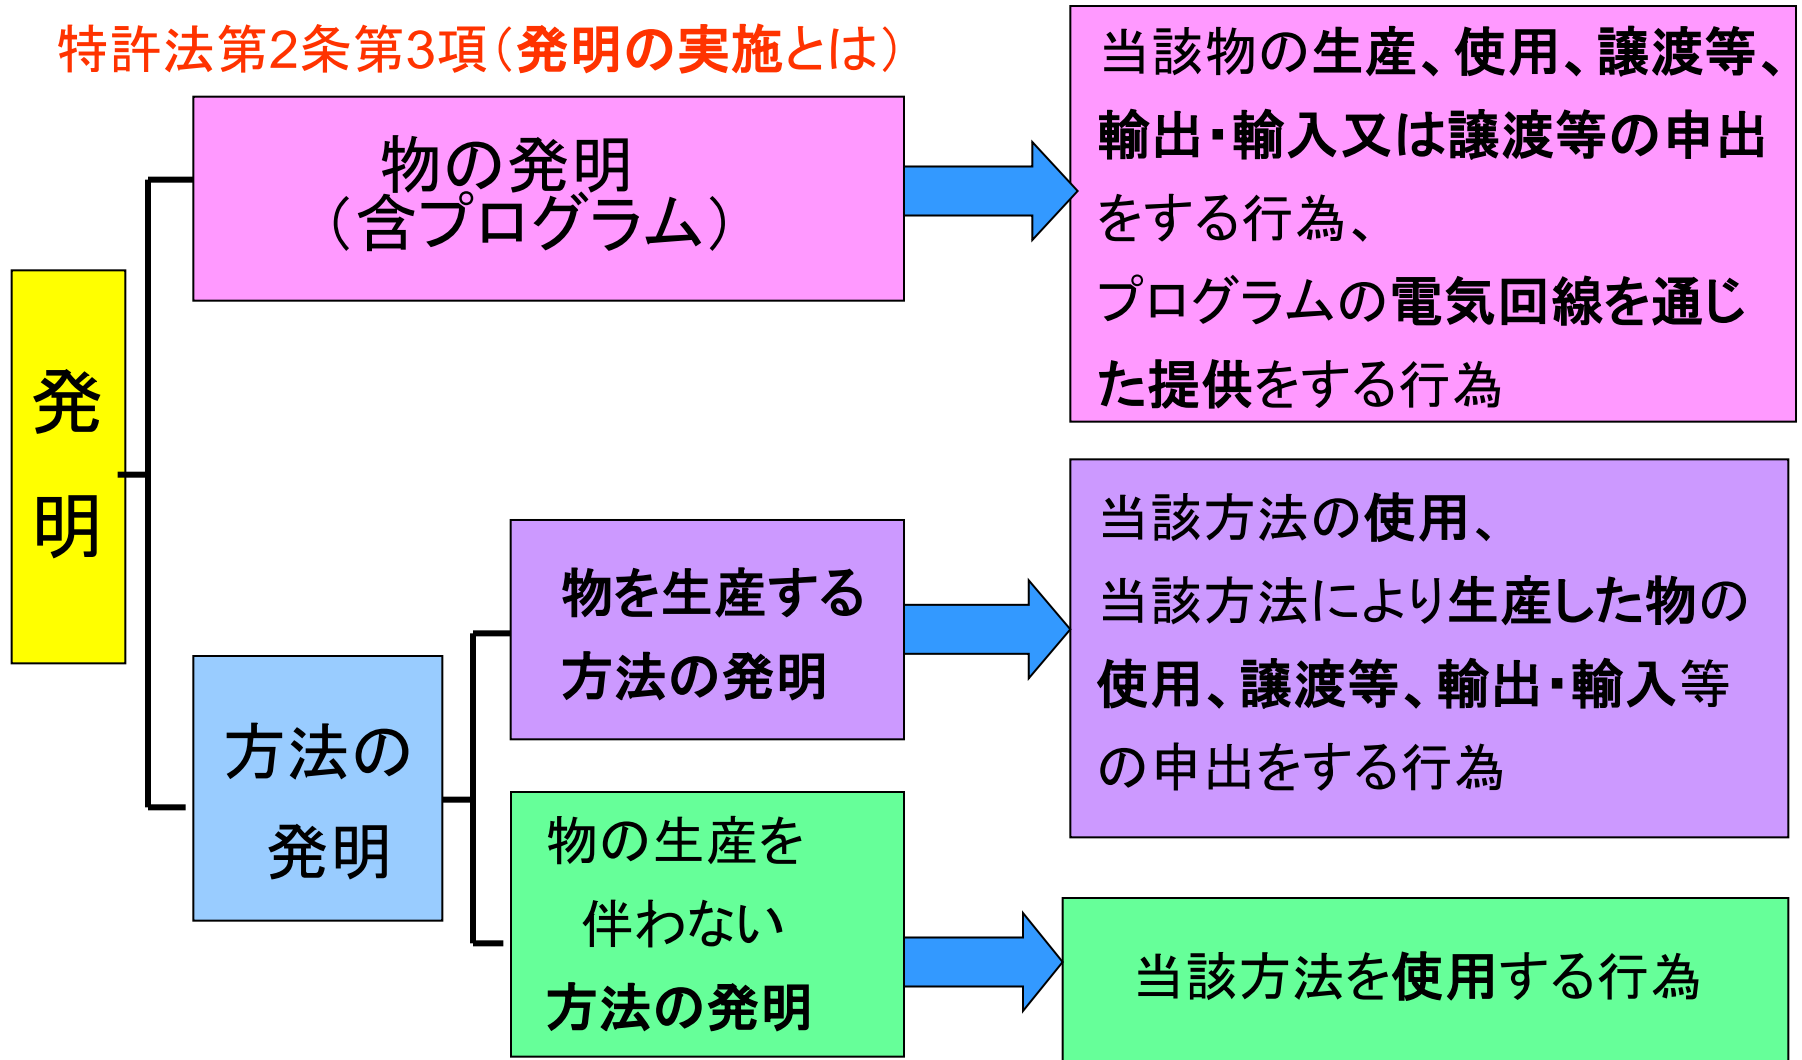 特許法第2条第3項（発明の実施とは）
発
明
物の発明
（含プログラム）
当該物の生産、使用、譲渡等、
輸出・輸入又は譲渡等の申出
をする行為、
プログラムの電気回線を通じ
た提供をする行為
方法の
発明
物を生産する
方法の発明
当該方法の使用、
当該方法により生産した物の
使用、譲渡等、輸出・輸入等
の申出をする行為
物の生産を
伴わない
方法の発明
当該方法を使用する行為